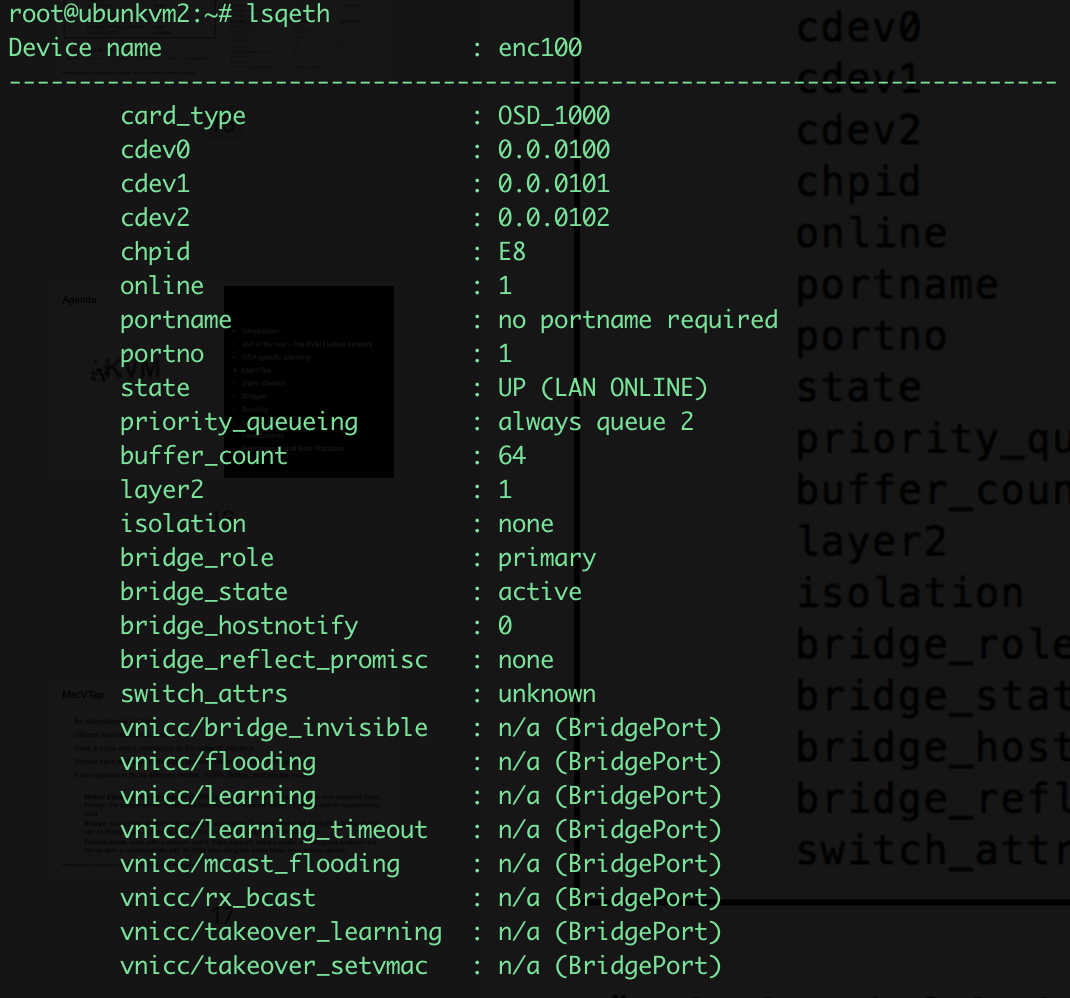 root@ubunkvm2:~# lsqeth
Device name : enc100
---------------------------------------------------------------------------
card_type : OSD_1000
cdev0 : 0.0.0100
cdev1 : 0.0.0101
cdev2 : 0.0.0102
chpid : E8
online : 1
portname : no portname required
portno : 1
state : UP (LAN ONLINE)
priority_queueing : always queue 2
buffer_count : 64
layer2 : 1
isolation : none
bridge_role : primary
bridge_state : active
bridge_hostnotify : 0
bridge_reflect_promisc : none
switch_attrs : unknown
vnicc/bridge_invisible : n/a (BridgePort)
vnicc/flooding : n/a (BridgePort)
vnicc/learning : n/a (BridgePort)
vnicc/learning_timeout : n/a (BridgePort)
vnicc/mcast_flooding : n/a (BridgePort)
vnicc/rx_bcast : n/a (BridgePort)
vnicc/takeover_learning : n/a (BridgePort)
vnicc/takeover_setvmac : n/a (BridgePort)
cdev0
cdev1
cdev2
chpid
online
portname
portno
state
priority_qu
buffer_coun
layer2
isolation
bridge_role
bridge_stat
bridge_host
bridge_refl
switch_attr
Agenda
KVM
MacVTap